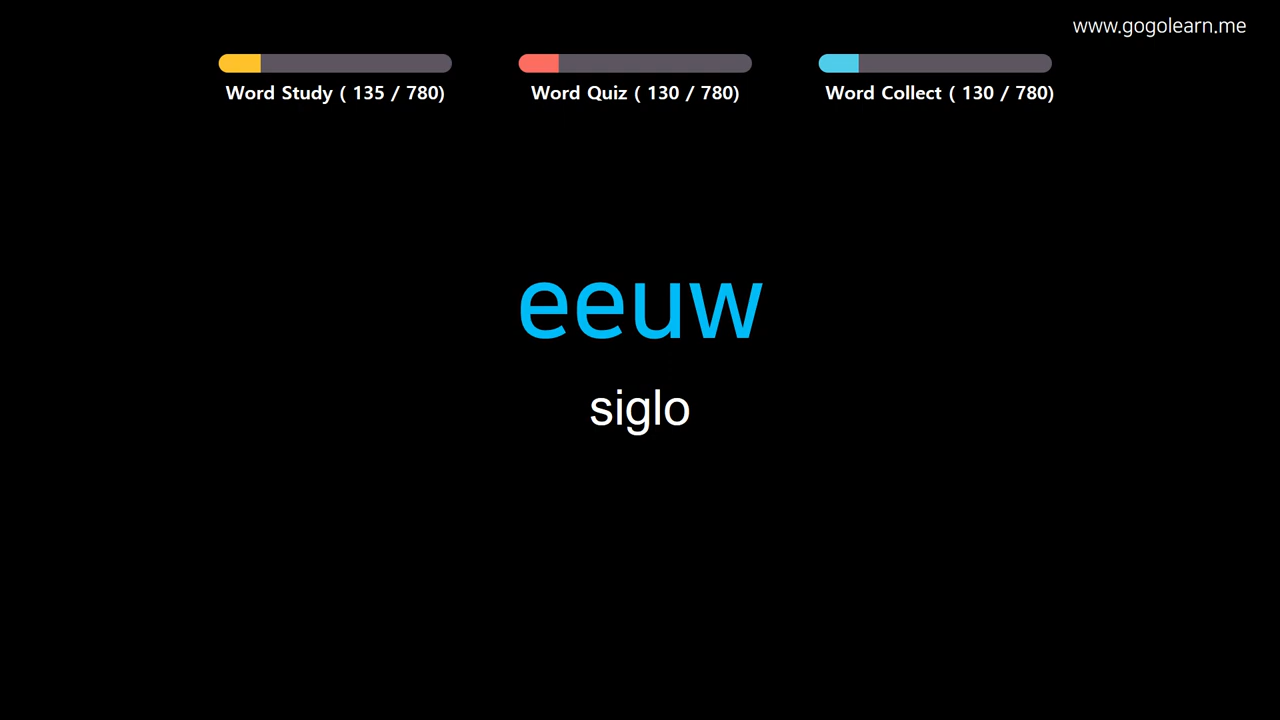 www.gogolearn.me
Word Study ( 135 / 780)
Word Quiz ( 130 / 780)
Word Collect ( 130 / 780)
eeuw
siglo